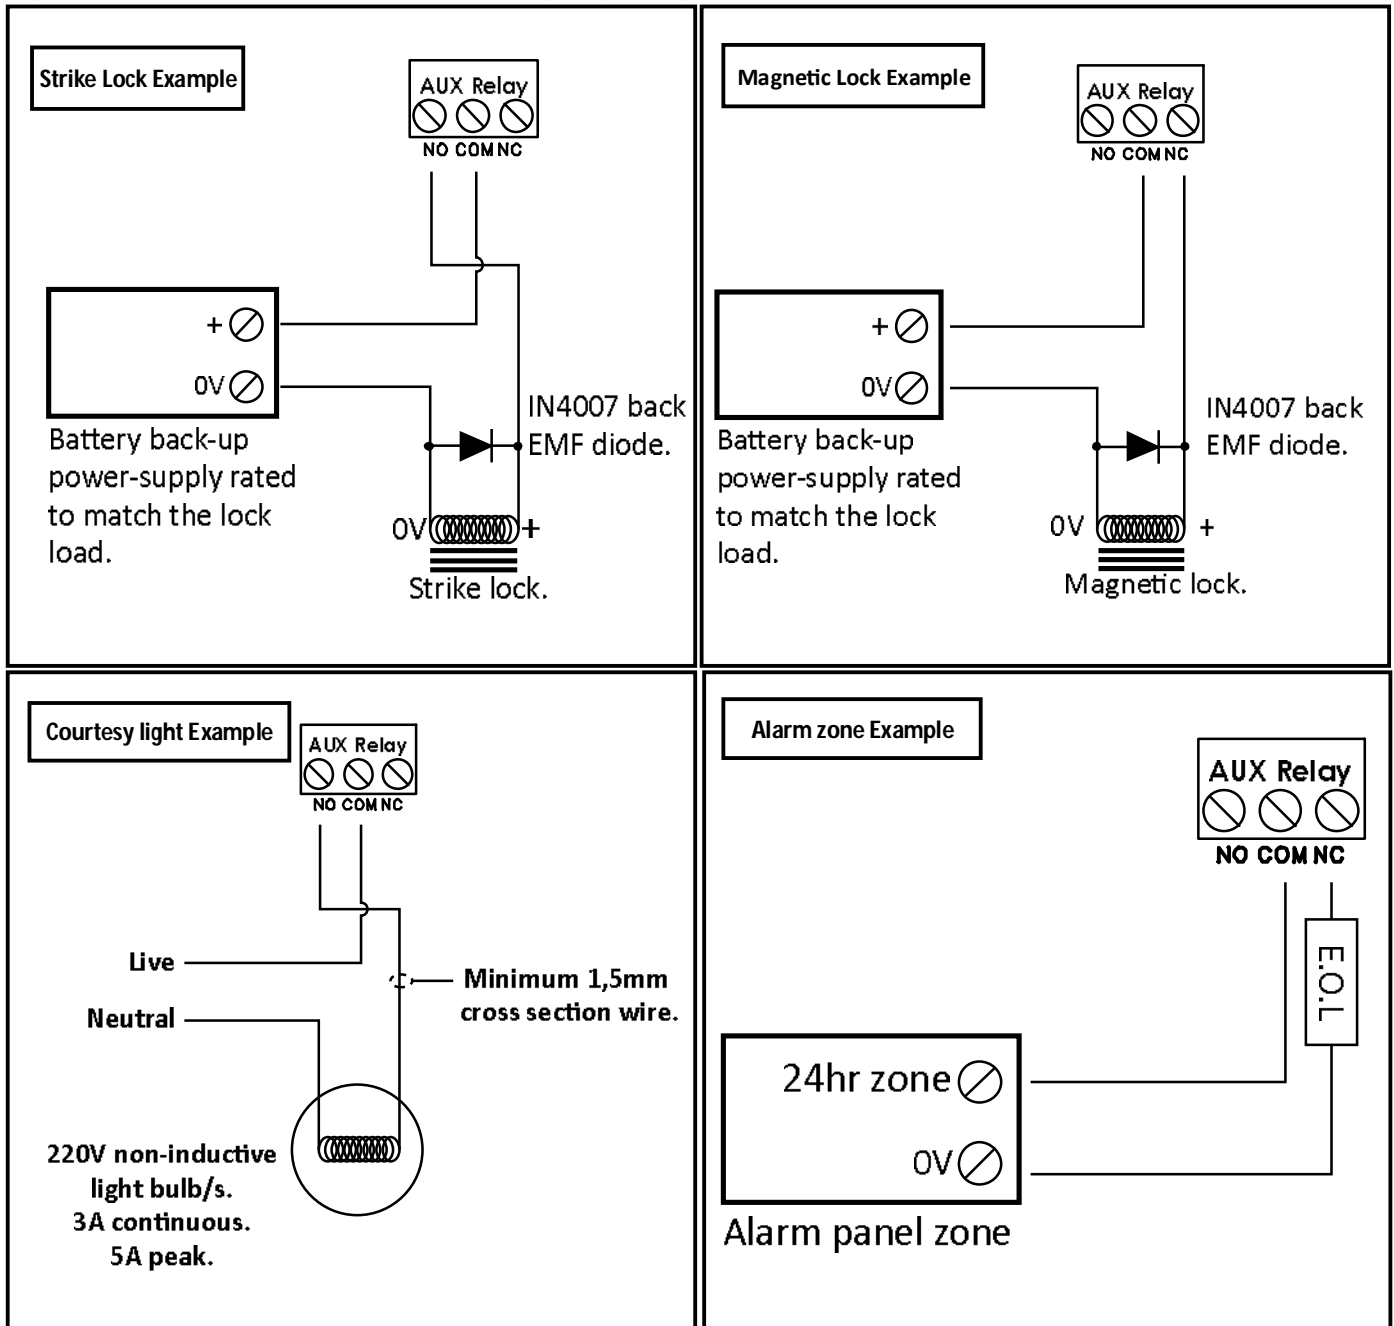 Strike Lock Example
AUX Relay
NO COM NC
+
0V
IN4007 back
EMF diode.
Battery back-up
power-supply rated
to match the lock
load.
0V
+
Strike lock.
Magnetic Lock Example
AUX Relay
NO COM NC
+
0V
IN4007 back
EMF diode.
Battery back-up
power-supply rated
to match the lock
load.
0V
+
Magnetic lock.
Courtesy light Example
AUX Relay
NO COM NC
Live
Neutral
Minimum 1,5mm
cross section wire.
220V non-inductive
light bulb/s.
3A continuous.
5A peak.
Alarm zone Example
AUX Relay
NO COM NC
E.O.L
24hr zone
0V
Alarm panel zone